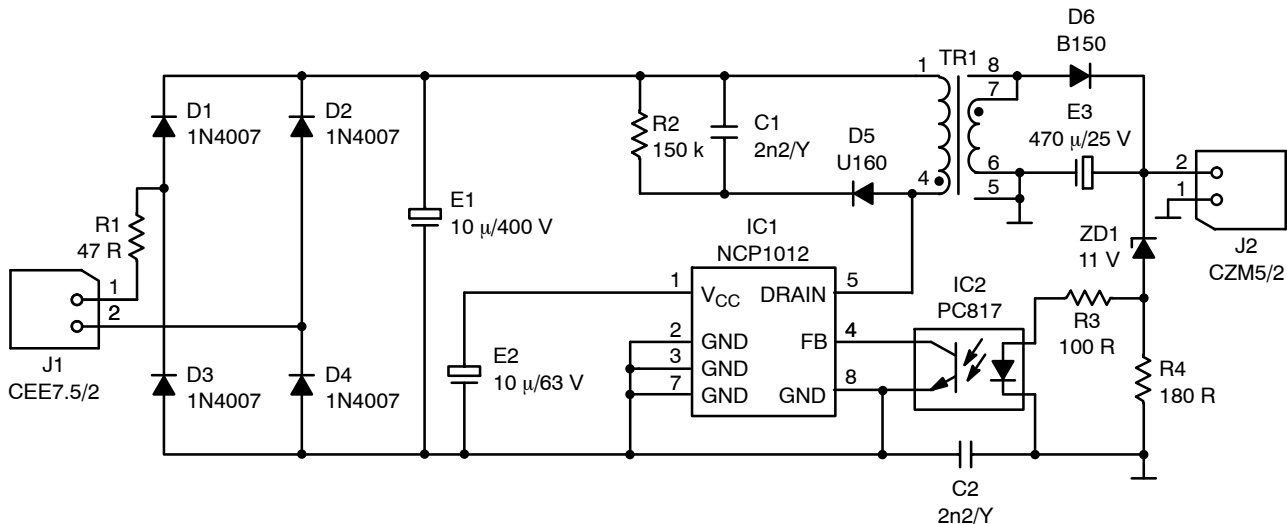 D6
B150
TR1
1
8
7
D1
1N4007
D2
1N4007
R2
150 k
C1
2n2/Y
D5
U160
4
6
5
E3
470 μ/25 V
2
1
J2
CZM5/2
R1
47 R
E1
10 μ/400 V
IC1
NCP1012
ZD1
11 V
1
2
J1
CEE7.5/2
1
VCC
DRAIN
5
IC2
PC817
R3
100 R
2
GND
FB
4
3
GND
7
GND
GND
8
E2
10 μ/63 V
D3
1N4007
D4
1N4007
R4
180 R
C2
2n2/Y